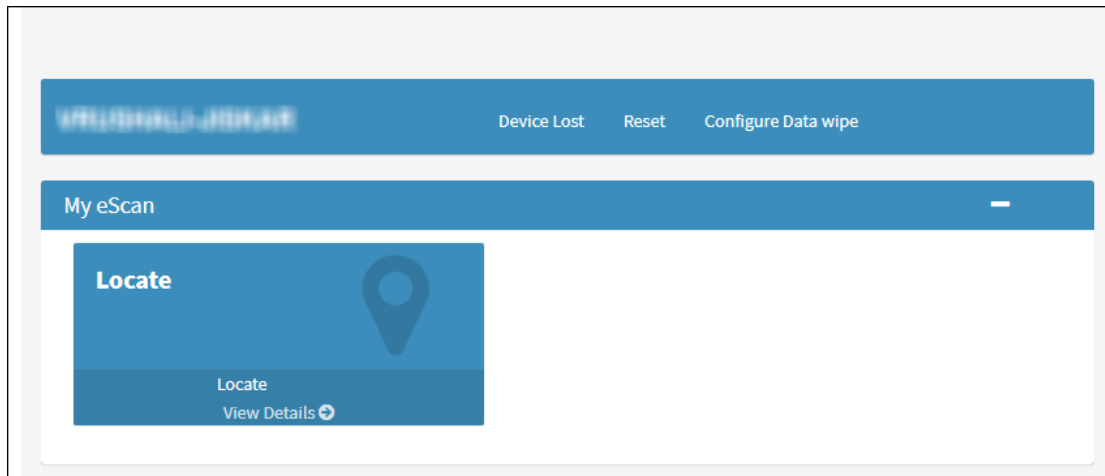 Device Lost Reset Configure Data wipe
My eScan
Locate
Locate
View Details